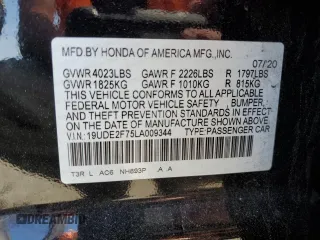 MFD.BY HONDA OF AMERICA MFG.,INC.
07/20
GVWR 4023LBS GAWR F 2226LBS R 1797LBS
GVWR 1825KG GAWR F 1010KG R 815KG
THIS VEHICLE CONFORMS TO ALL APPLICABLE
FEDERAL MOTOR VEHICLE SAFETY, BUMPER,
AND THEFT PREVENTION STANDARDS IN EFFECT ON
THE DATE OF MANUFACTURE SHOWN ABOVE.
V.I.N: 19UDE2F75LA009344 TYPE:PASSENGER CAR
T3R L AC6 NH893P A A
DREAMBID